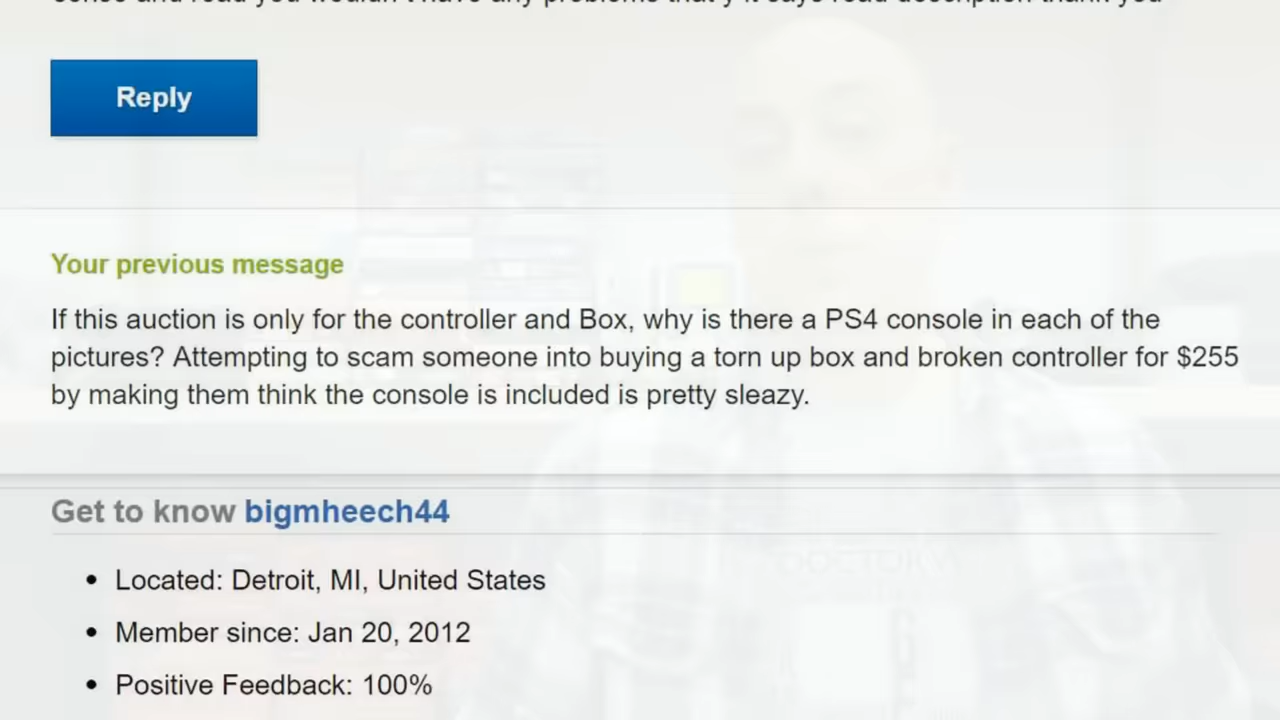 Reply
Your previous message
If this auction is only for the controller and Box, why is there a PS4 console in each of the
pictures? Attempting to scam someone into buying a torn up box and broken controller for $255
by making them think the console is included is pretty sleazy.
Get to know bigmheech44
• Located: Detroit, MI, United States
• Member since: Jan 20, 2012
• Positive Feedback: 100%